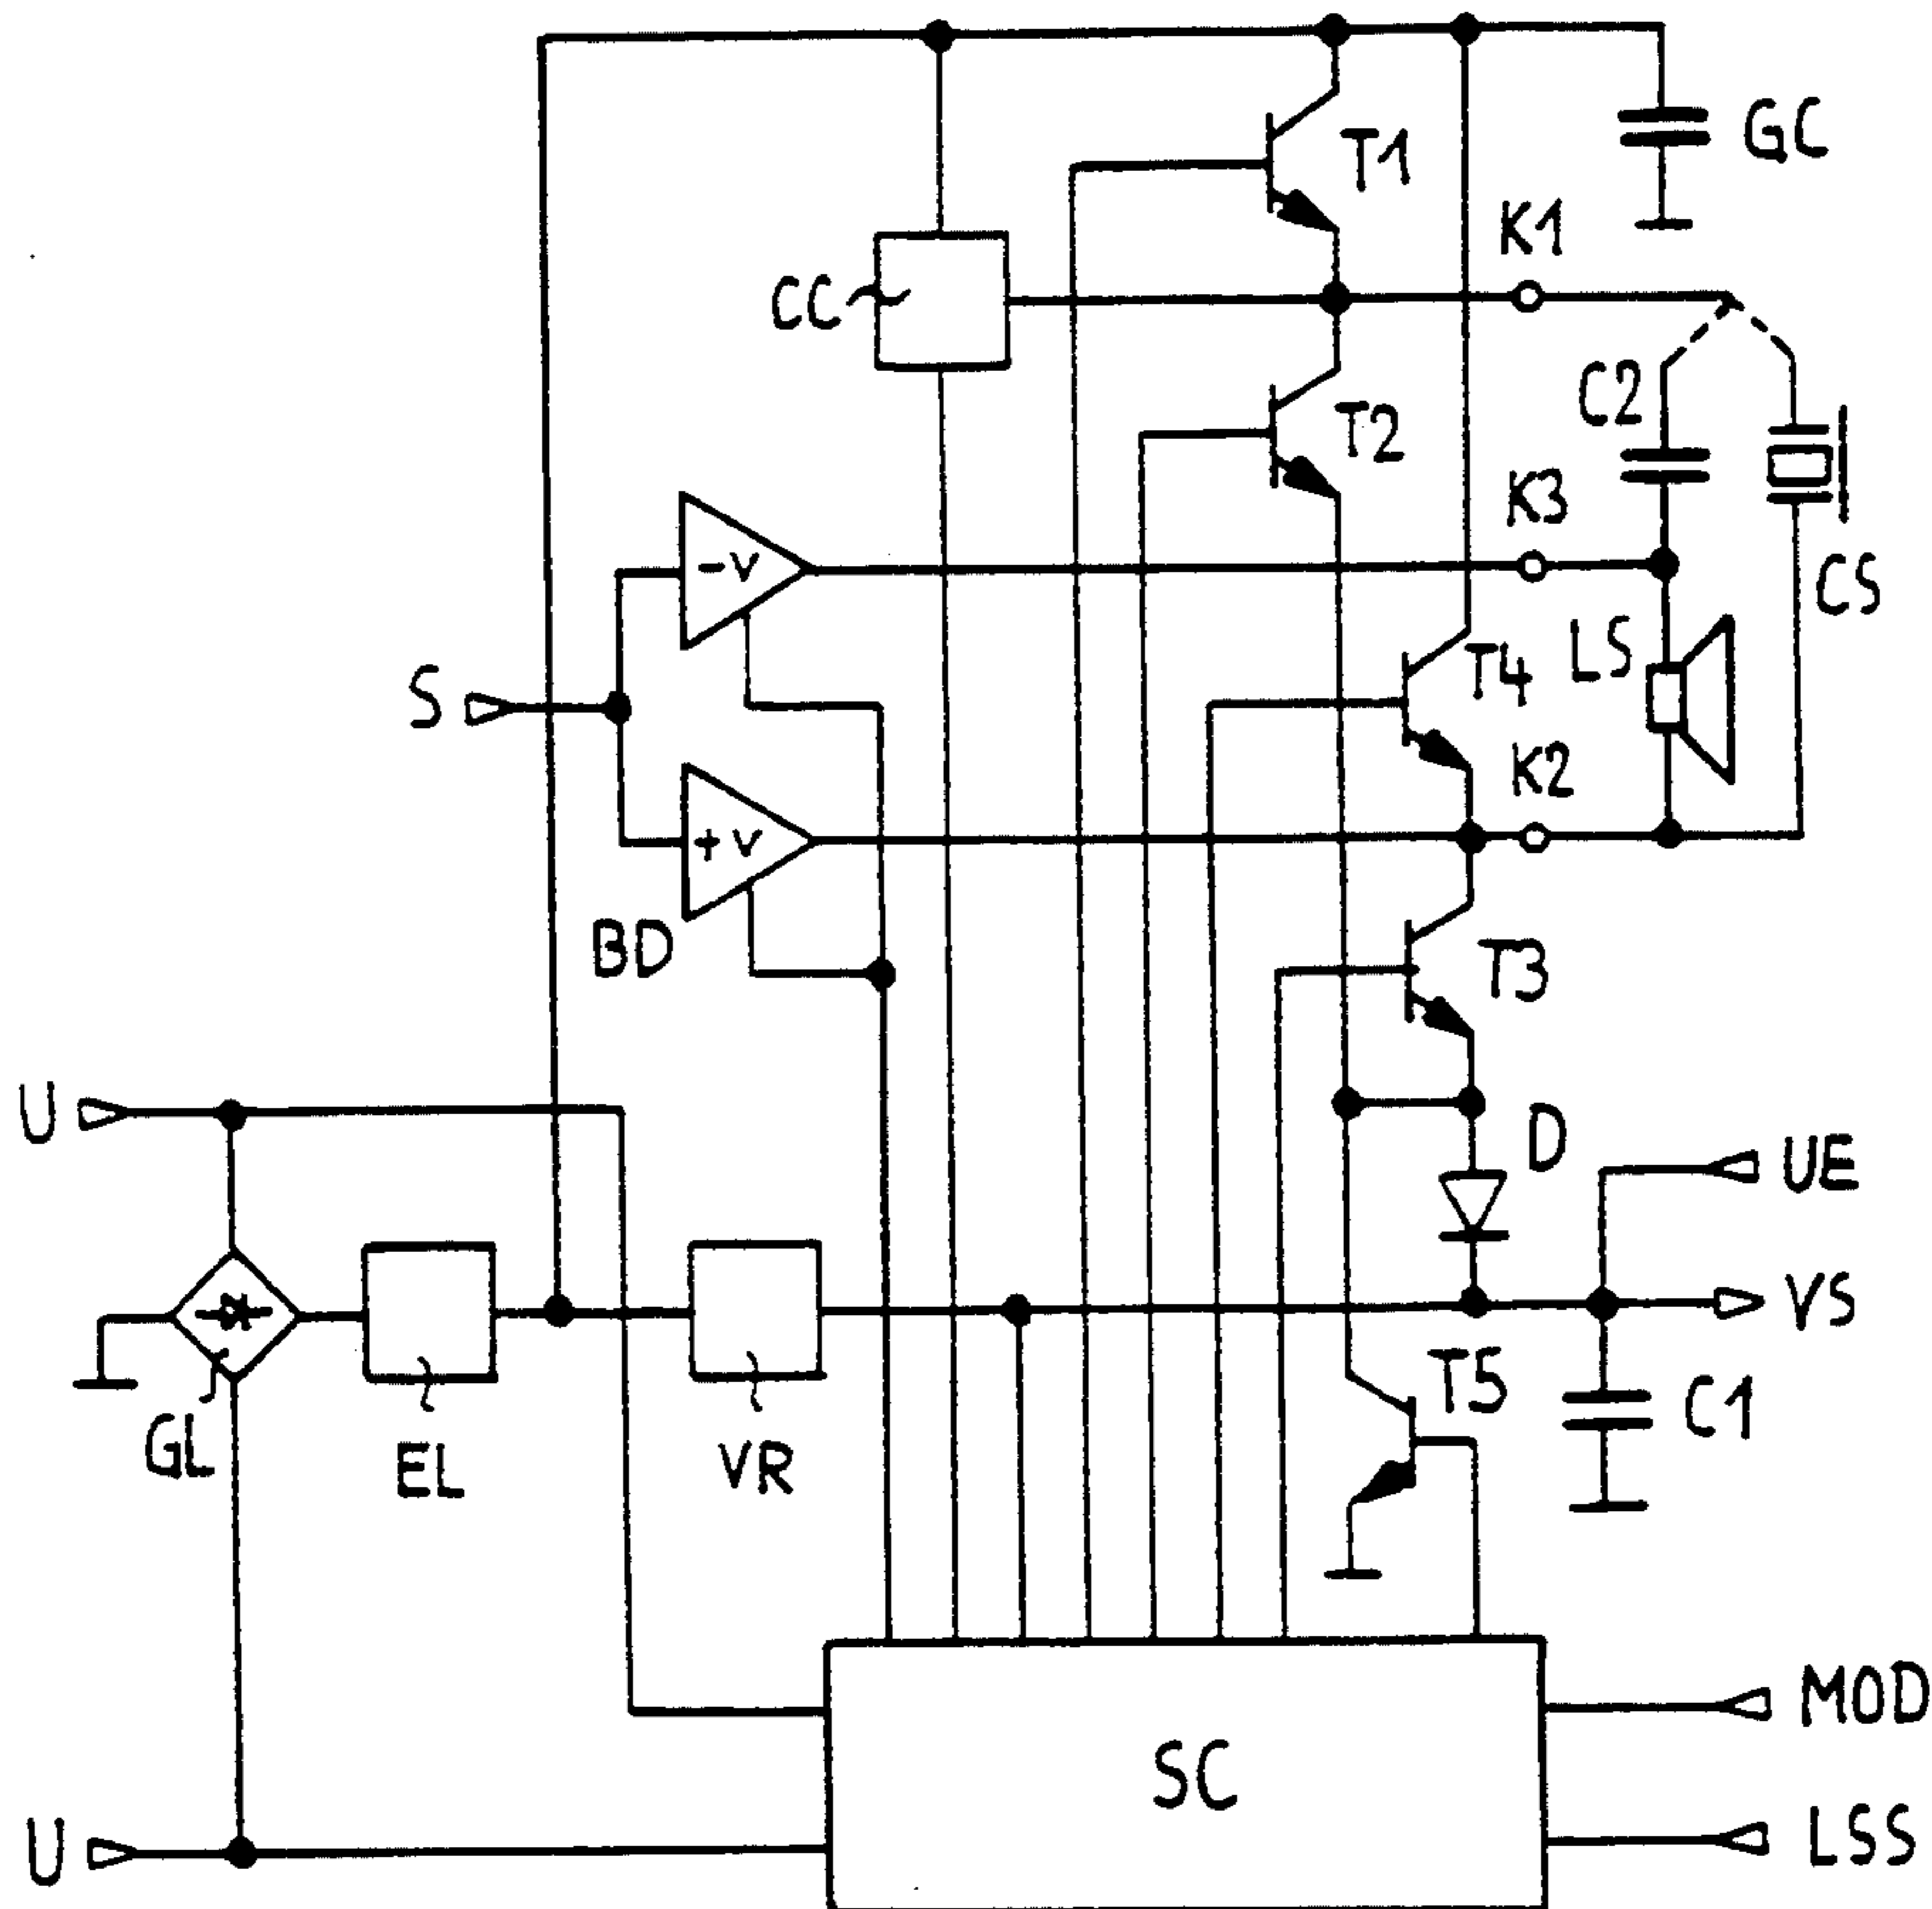 GC
T1
K1
CC
C2
T2
K3
CS
-v
LS
T4
S
K2
+v
BD
T3
U
D
UE
VS
T5
C1
GL
EL
VR
MOD
SC
LSS
U